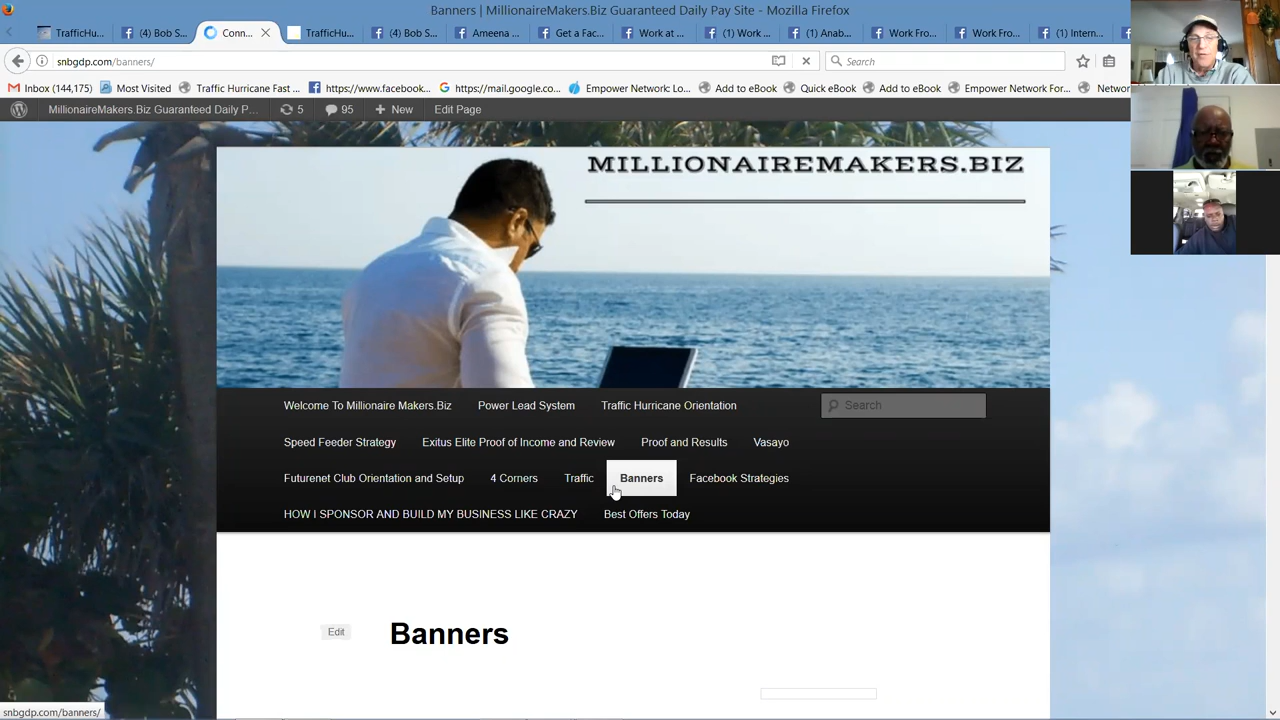 Banners | MillionaireMakers.Biz Guaranteed Daily Pay Site - Mozilla Firefox
TrafficHu... (4) Bob S... Conn... TrafficHu... (4) Bob S... Ameena ... Get a Fac... Work at ... (1) Work ... (1) Anab... Work Fro... Work Fro... (1) Intern...
snbgdp.com/banners/ Search
Inbox (144,175) Most Visited Traffic Hurricane Fast ... https://www.facebook... https://mail.google.co... Empower Network: Lo... Add to eBook Quick eBook Add to eBook Empower Network For... Netwo
MillionaireMakers.Biz Guaranteed Daily P... 5 95 New Edit Page
MILLIONAIREMAKERS.BIZ
Welcome To Millionaire Makers.Biz Power Lead System Traffic Hurricane Orientation Search
Speed Feeder Strategy Exitus Elite Proof of Income and Review Proof and Results Vasayo
Futurenet Club Orientation and Setup 4 Corners Traffic Banners Facebook Strategies
HOW I SPONSOR AND BUILD MY BUSINESS LIKE CRAZY Best Offers Today
Edit Banners
snbgdp.com/banners/